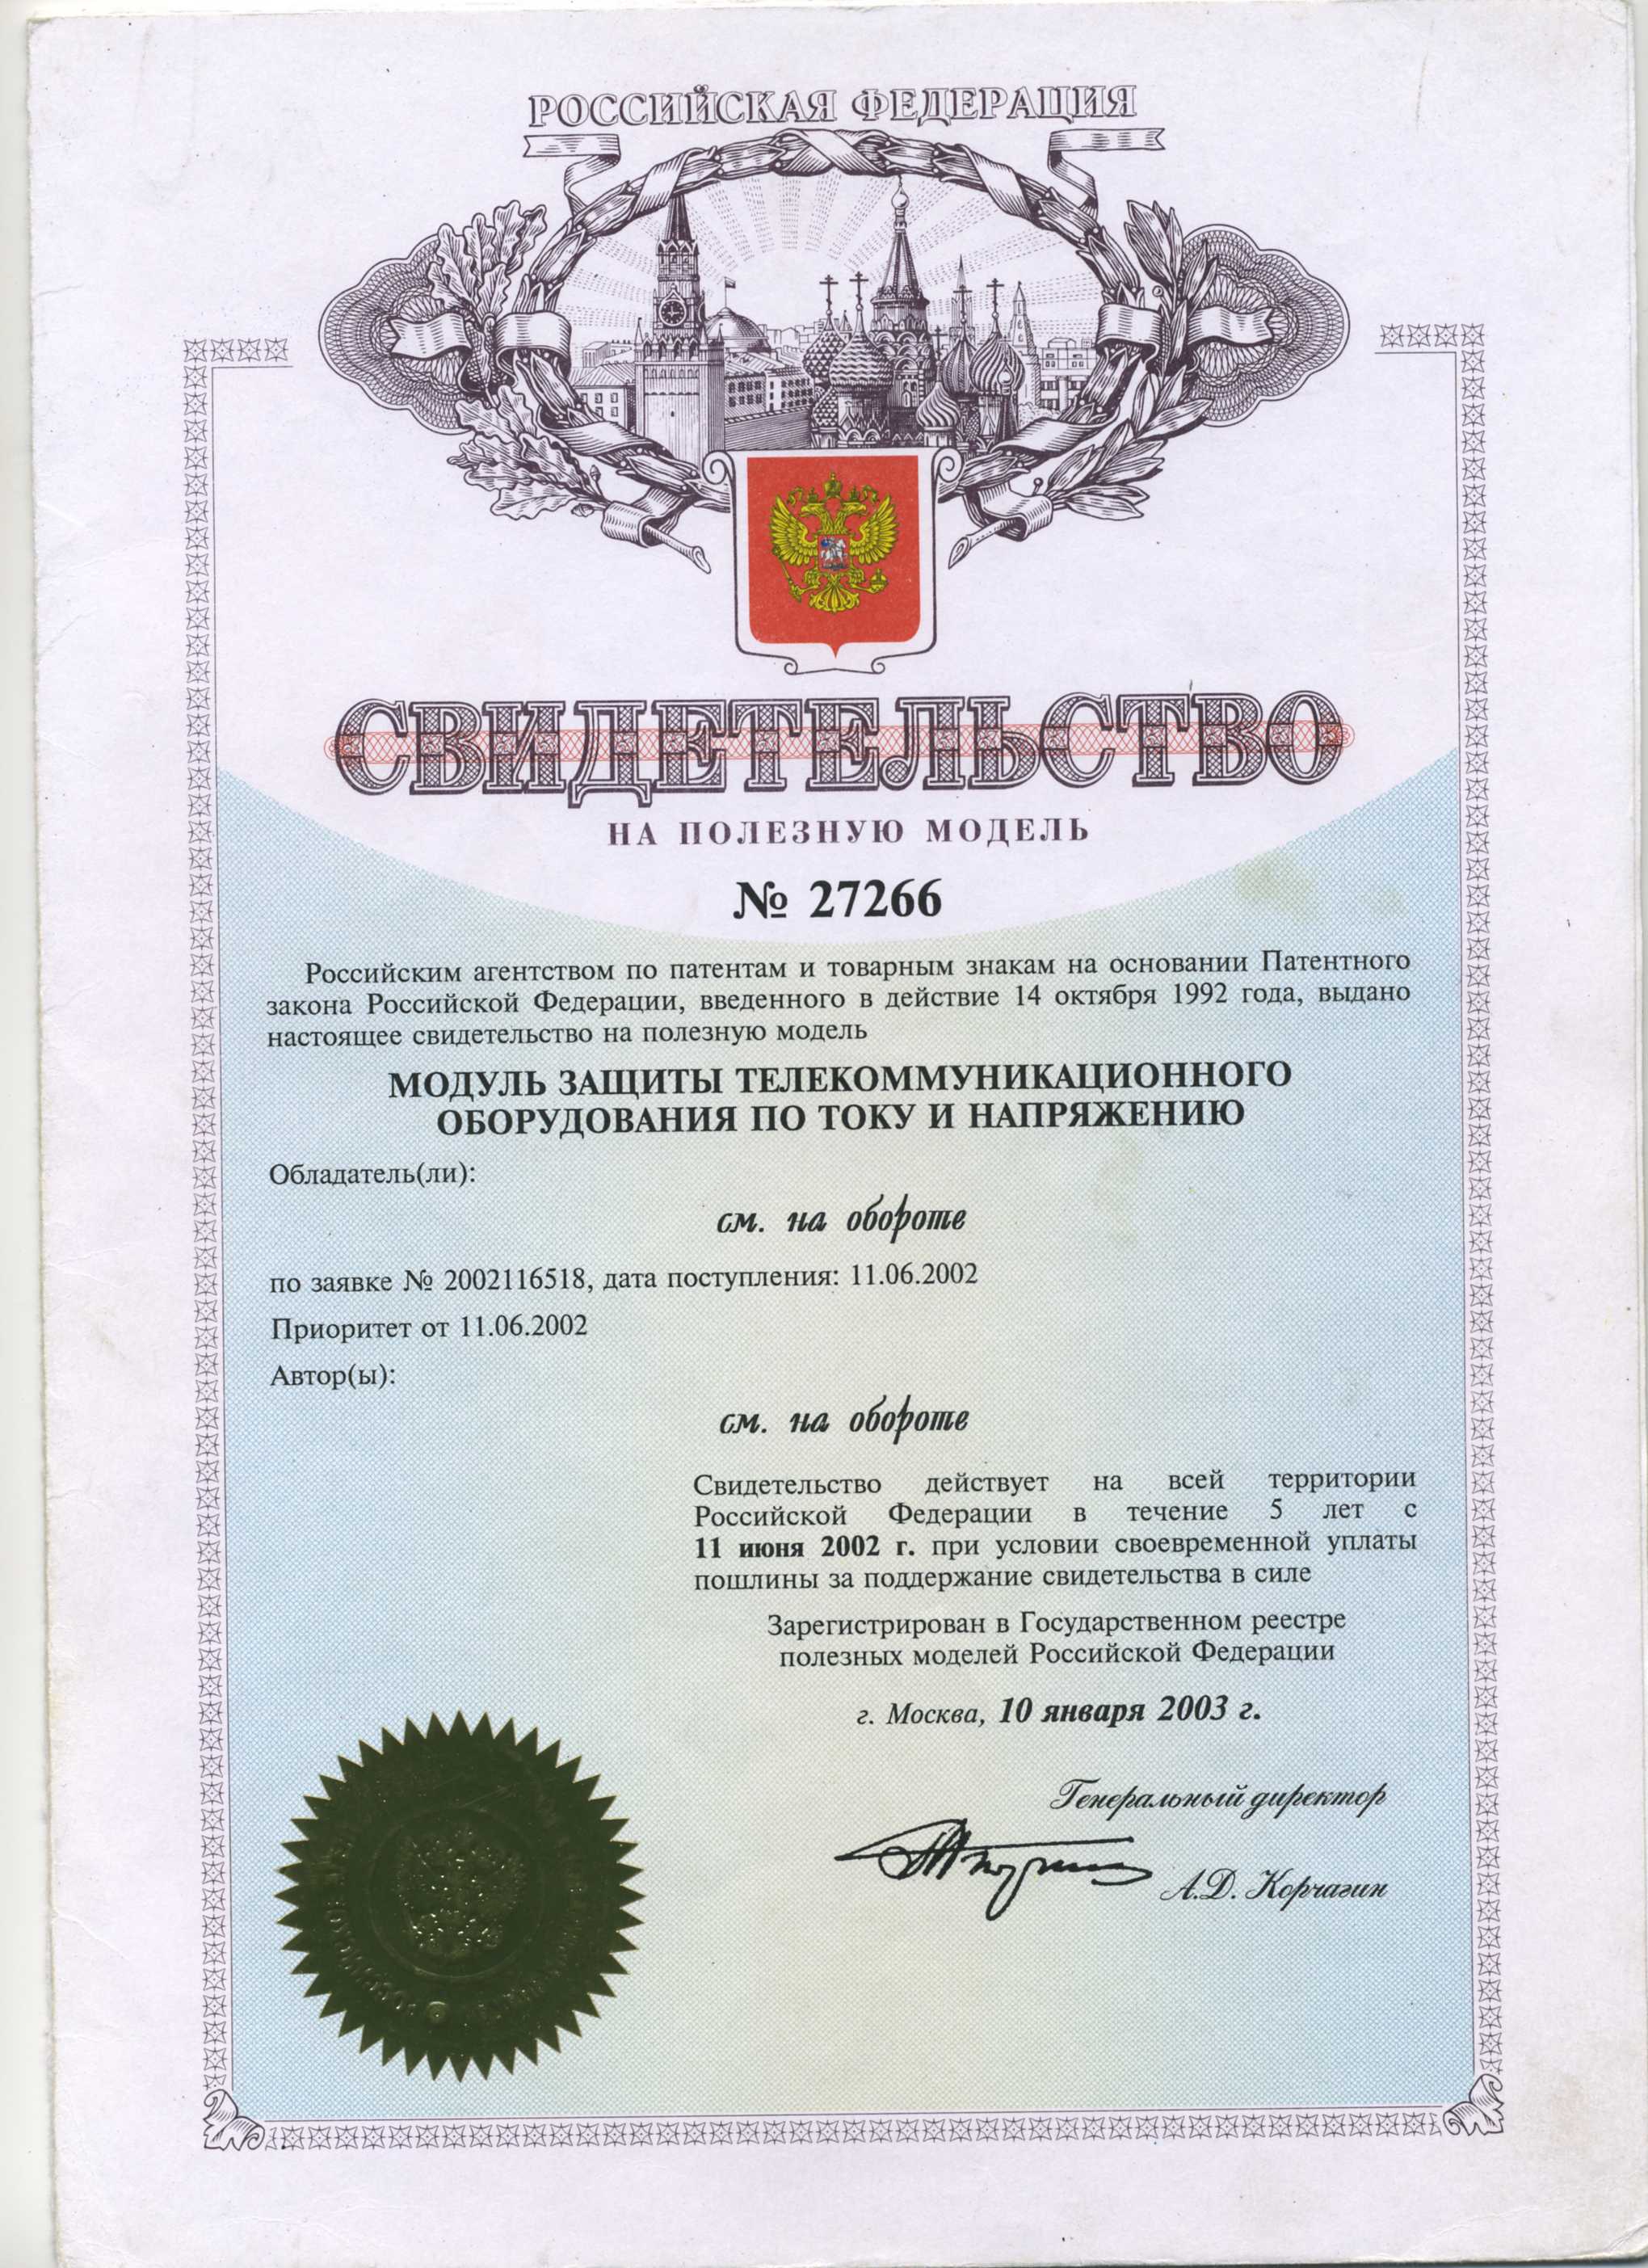 РОССИЙСКАЯ ФЕДЕРАЦИЯ
СВИДЕТЕЛЬСТВО
НА ПОЛЕЗНУЮ МОДЕЛЬ
№ 27266
Российским агентством по патентам и товарным знакам на основании Патентного
закона Российской Федерации, введенного в действие 14 октября 1992 года, выдано
настоящее свидетельство на полезную модель
МОДУЛЬ ЗАЩИТЫ ТЕЛЕКОММУНИКАЦИОННОГО
ОБОРУДОВАНИЯ ПО ТОКУ И НАПРЯЖЕНИЮ
Обладатель(ли):
см. на обороте
по заявке № 2002116518, дата поступления: 11.06.2002
Приоритет от 11.06.2002
Автор(ы):
см. на обороте
Свидетельство действует на всей территории
Российской Федерации в течение 5 лет с
11 июня 2002 г. при условии своевременной уплаты
пошлины за поддержание свидетельства в силе
Зарегистрирован в Государственном реестре
полезных моделей Российской Федерации
г. Москва, 10 января 2003 г.
Генеральный директор
А.Д. Корчагин